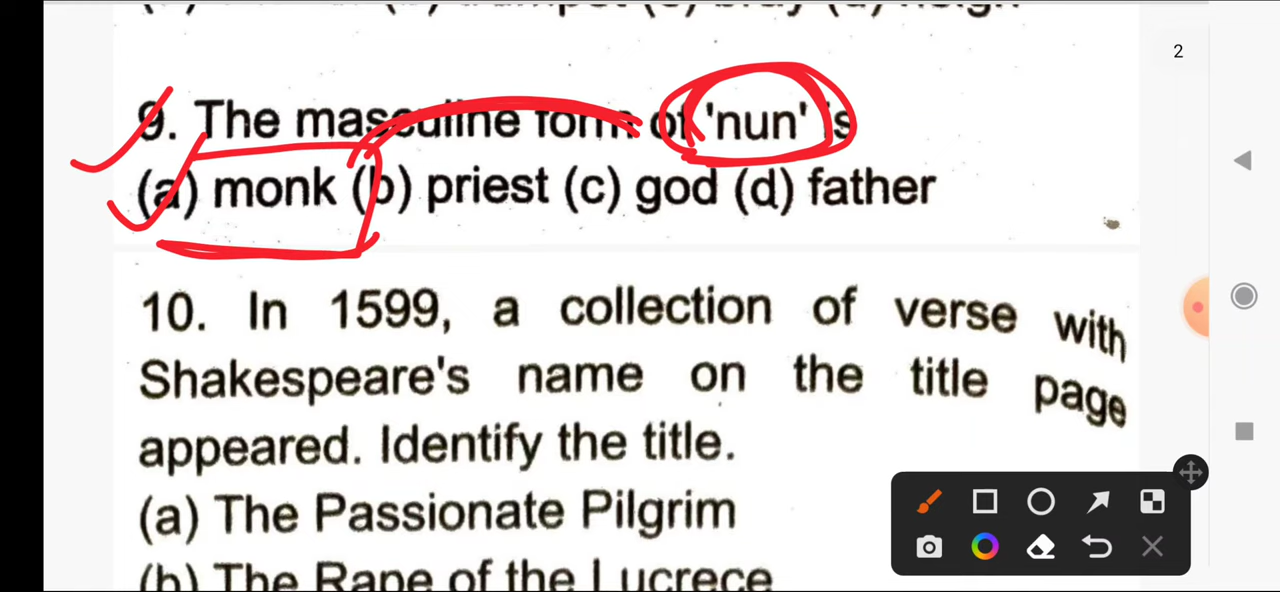 2
9. The masculine form of 'nun' is
(a) monk (b) priest (c) god (d) father
10. In 1599, a collection of verse with
Shakespeare's name on the title page
appeared. Identify the title.
(a) The Passionate Pilgrim
(b) The Rape of the Lucrece